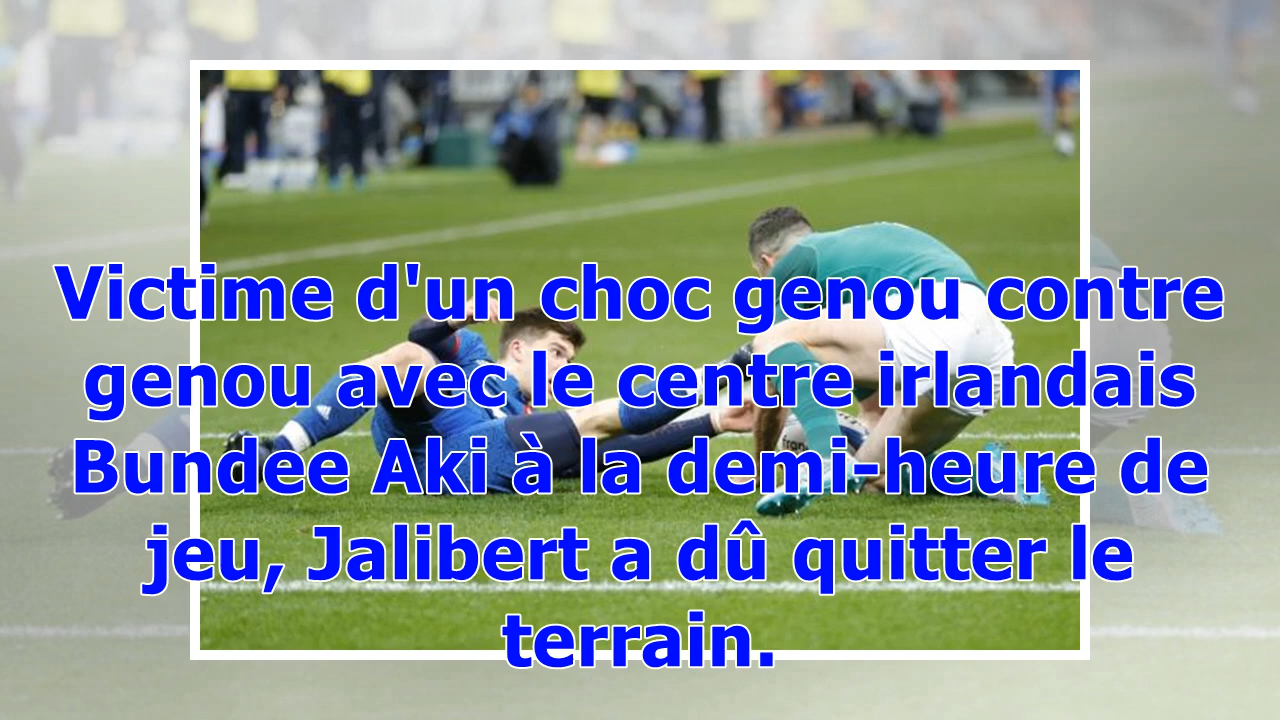 Victime d'un choc genou contre
genou avec le centre irlandais
Bundee Aki à la demi-heure de
jeu, Jalibert a dû quitter le
terrain.